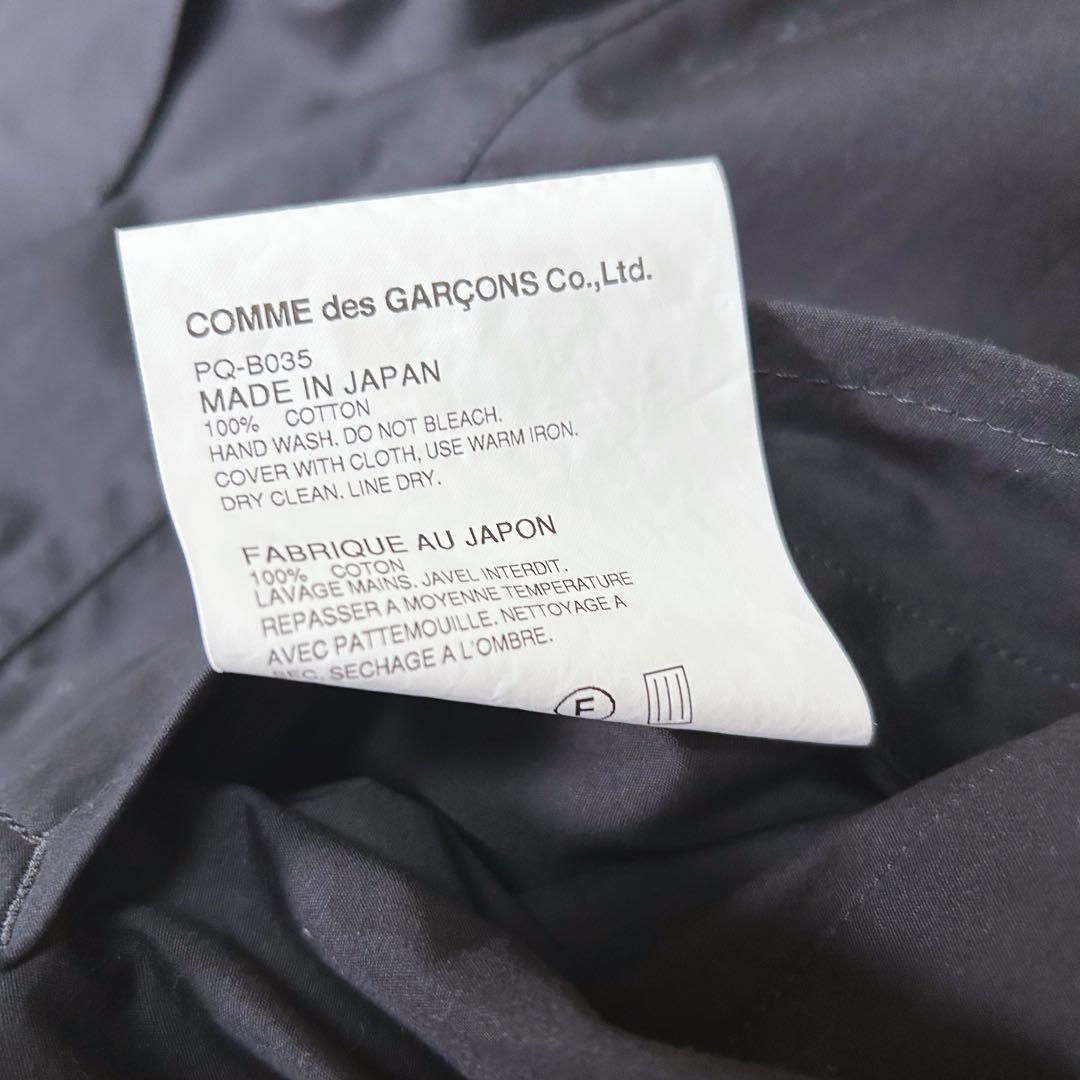 COMME des GARÇONS Co.,Ltd.
PQ-B035
MADE IN JAPAN
100% COTTON
HAND WASH. DO NOT BLEACH.
COVER WITH CLOTH, USE WARM IRON.
DRY CLEAN. LINE DRY.
FABRIQUE AU JAPON
100% COTON
LAVAGE MAINS. JAVEL INTERDIT.
REPASSER A MOYENNE TEMPERATURE
AVEC PATTEMOUILLE. NETTOYAGE A
SEC. SECHAGE A L'OMBRE.
F